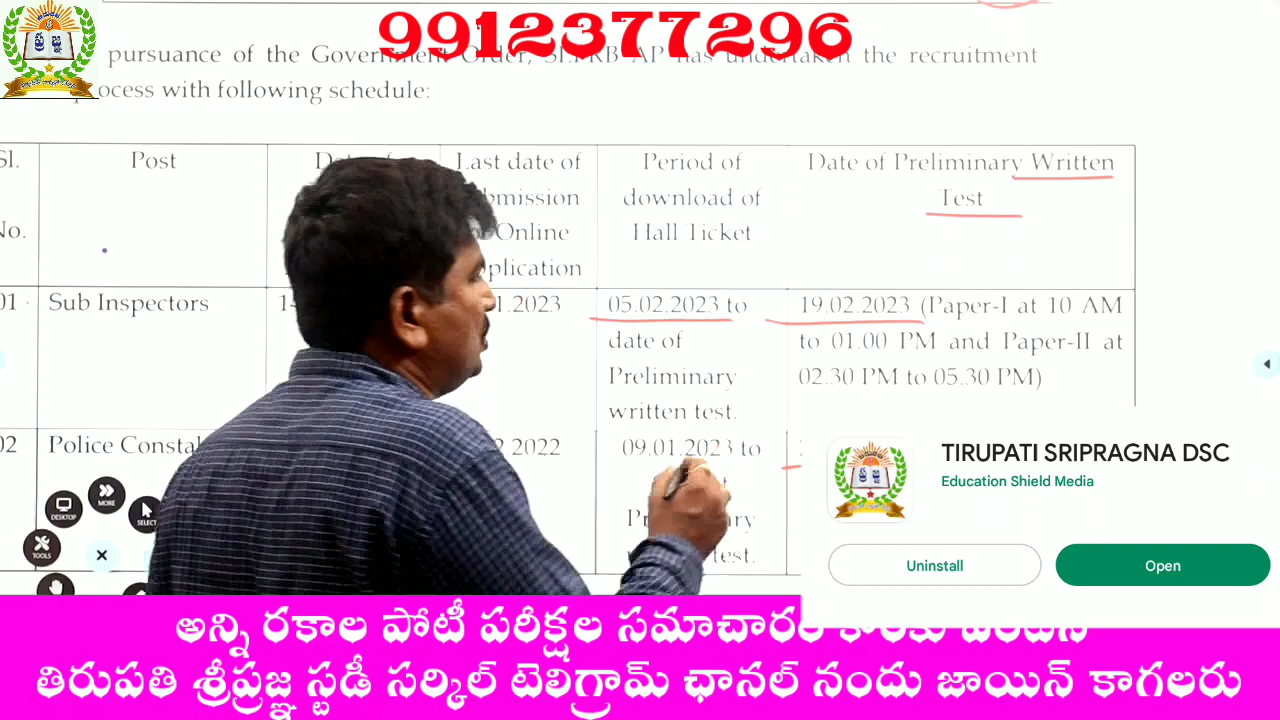 9912377296
pursuance of the Government Order, SLPRB AP has undertaken the recruitment
process with following schedule:
Sl. No.
Post
Last date of submission of Online application
Period of download of Hall Ticket
Date of Preliminary Written Test
01
Sub Inspectors
05.02.2023 to date of Preliminary written test.
19.02.2023 (Paper-I at 10 AM
to 01.00 PM and Paper-II at
02.30 PM to 05.30 PM)
02
Police
2022
09.01.2023 to
test.
MORE
DESKTOP
SELECT
TOOLS
TIRUPATI SRIPRAGNA DSC
Education Shield Media
Uninstall
Open
అన్ని రకాల పోటీ పరీక్షల
తిరుపతి శ్రీప్రజ్ఞ స్టడీ సర్కిల్ టెలిగ్రామ్ ఛానల్ నందు జాయిన్ కాగలరు